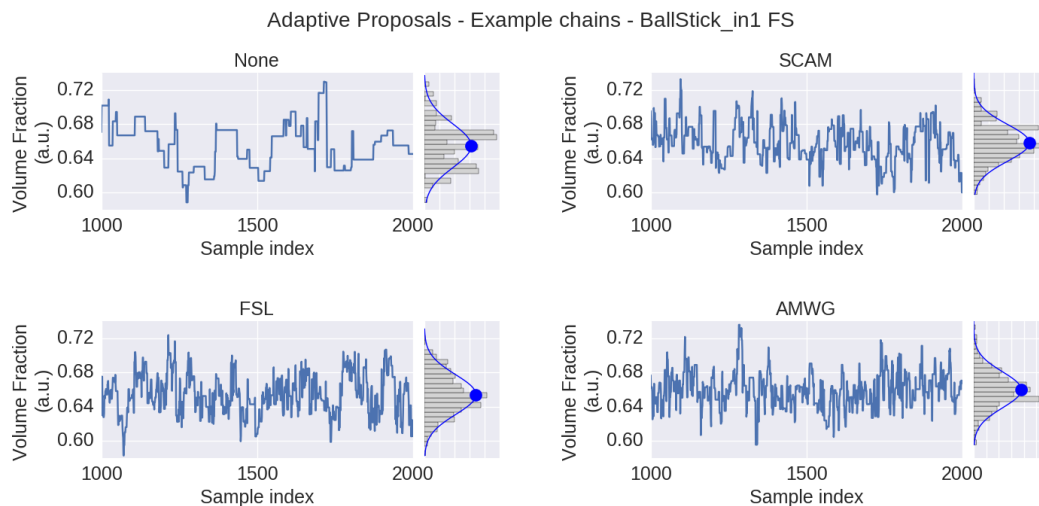 Adaptive Proposals - Example chains - BallStick_in1 FS
None
Volume Fraction
(a.u.)
0.72
0.68
0.64
0.60
1000
1500
2000
Sample index
SCAM
Volume Fraction
(a.u.)
0.72
0.68
0.64
0.60
1000
1500
2000
Sample index
FSL
Volume Fraction
(a.u.)
0.72
0.68
0.64
0.60
1000
1500
2000
Sample index
AMWG
Volume Fraction
(a.u.)
0.72
0.68
0.64
0.60
1000
1500
2000
Sample index